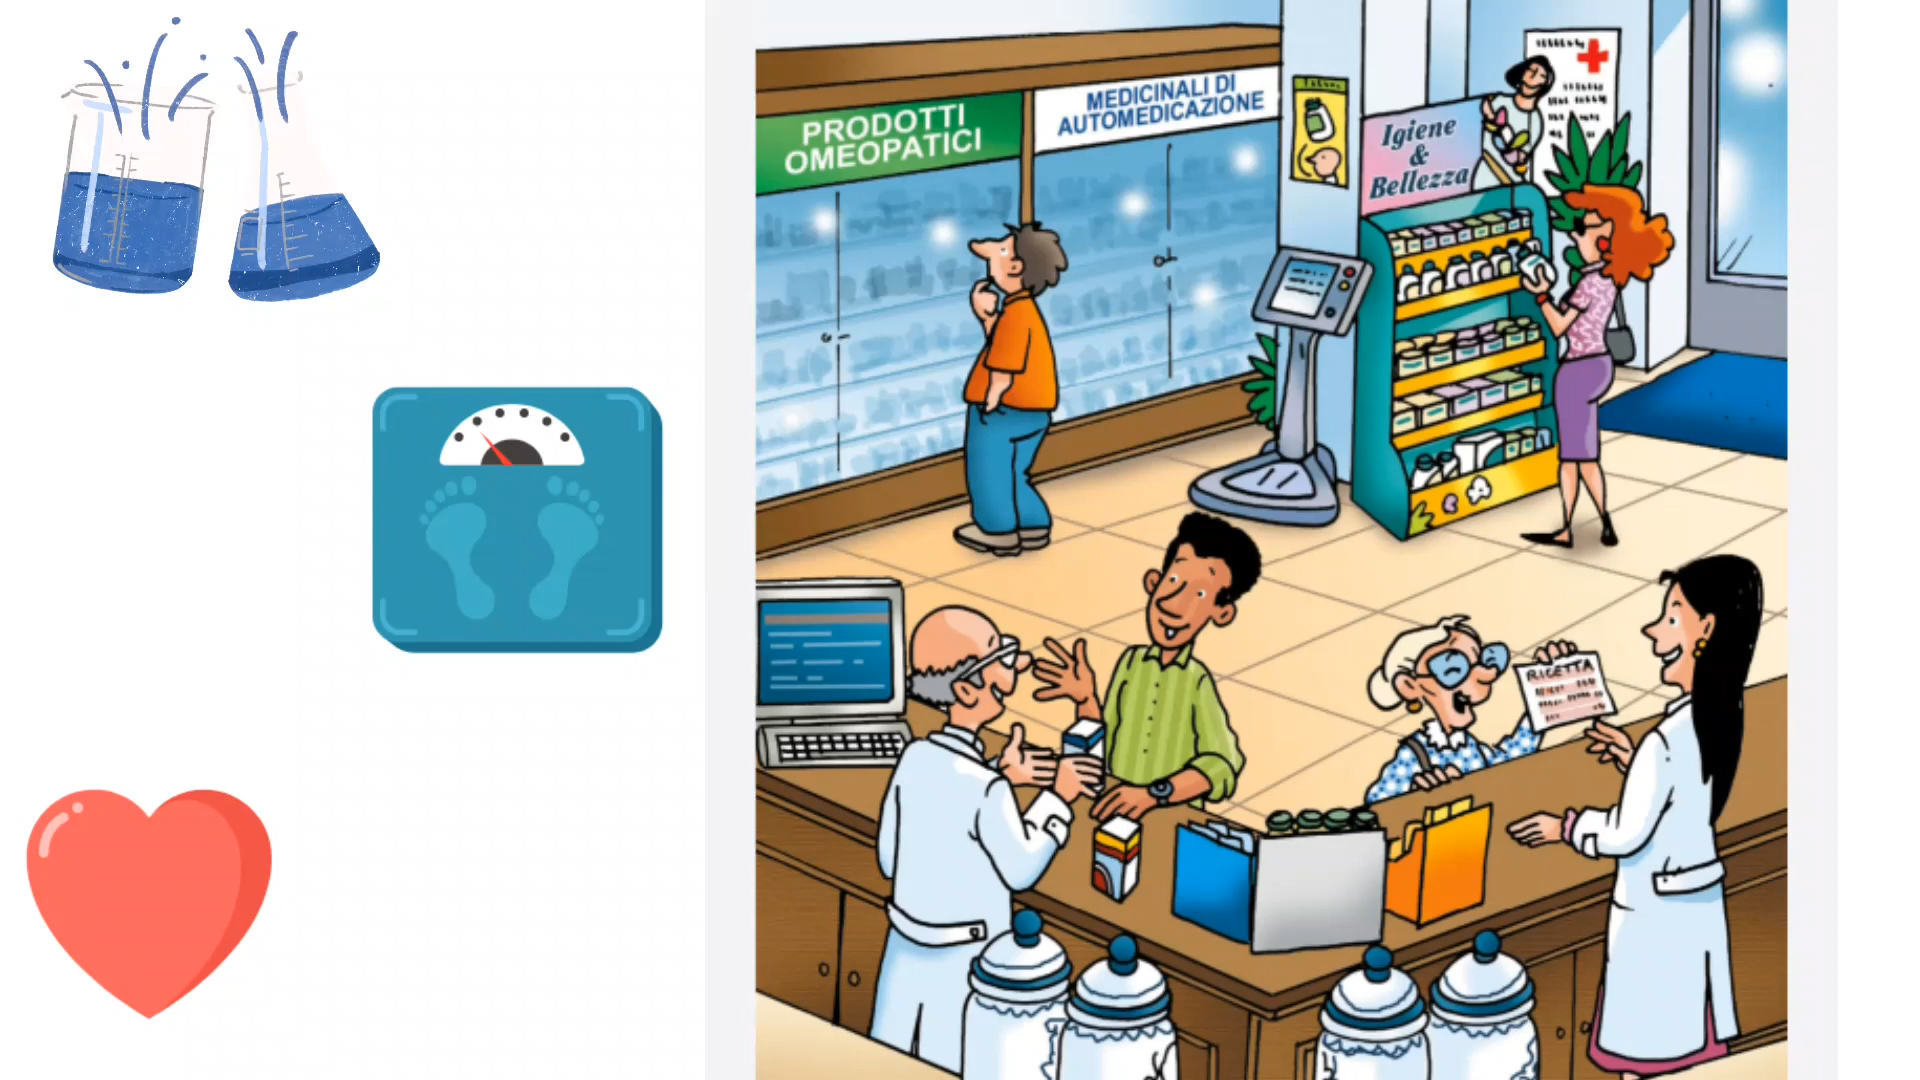 PRODOTTI
OMEOPATICI
MEDICINALI DI
AUTOMEDICAZIONE
Igiene
&
Bellezza
RICETTA